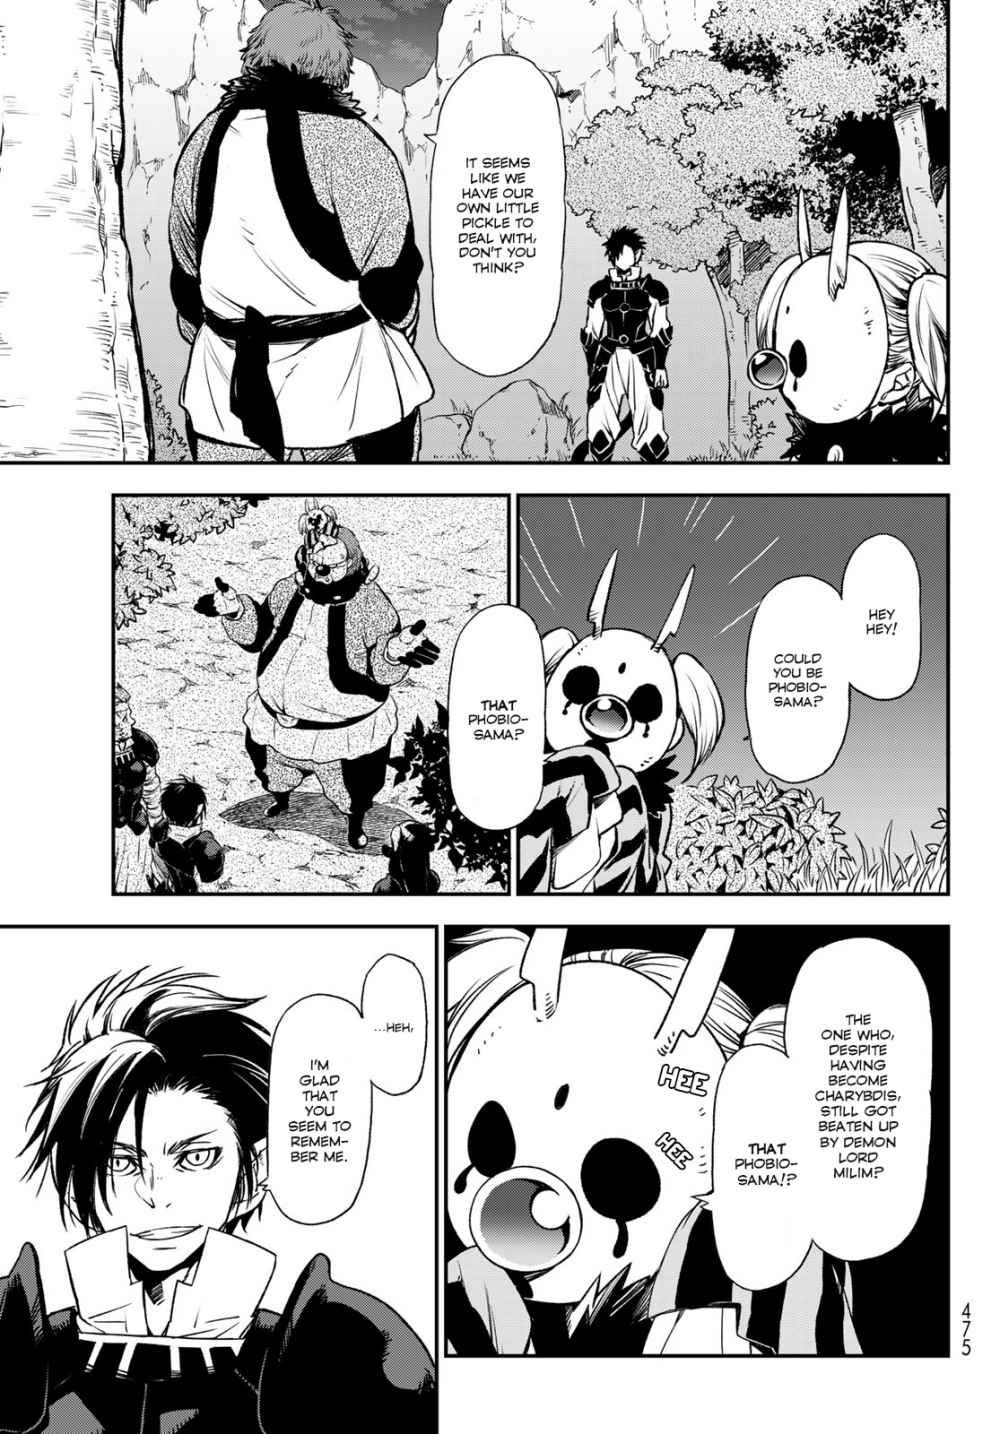 IT SEEMS
LIKE WE
HAVE OUR
OWN LITTLE
PICKLE TO
DEAL WITH,
DON'T YOU
THINK?
HEY
HEY!
COULD
YOU BE
PHOBIO-
SAMA?
THAT
PHOBIO-
SAMA?
THE
ONE WHO,
DESPITE
HAVING
BECOME
CHARYBDIS,
STILL GOT
BEATEN UP
BY DEMON
LORD
MILIM?
HEE
HEE
THAT
PHOBIO-
SAMA!?
...HEH,
I'M
GLAD
THAT
YOU
SEEM TO
REMEM-
BER ME.
475